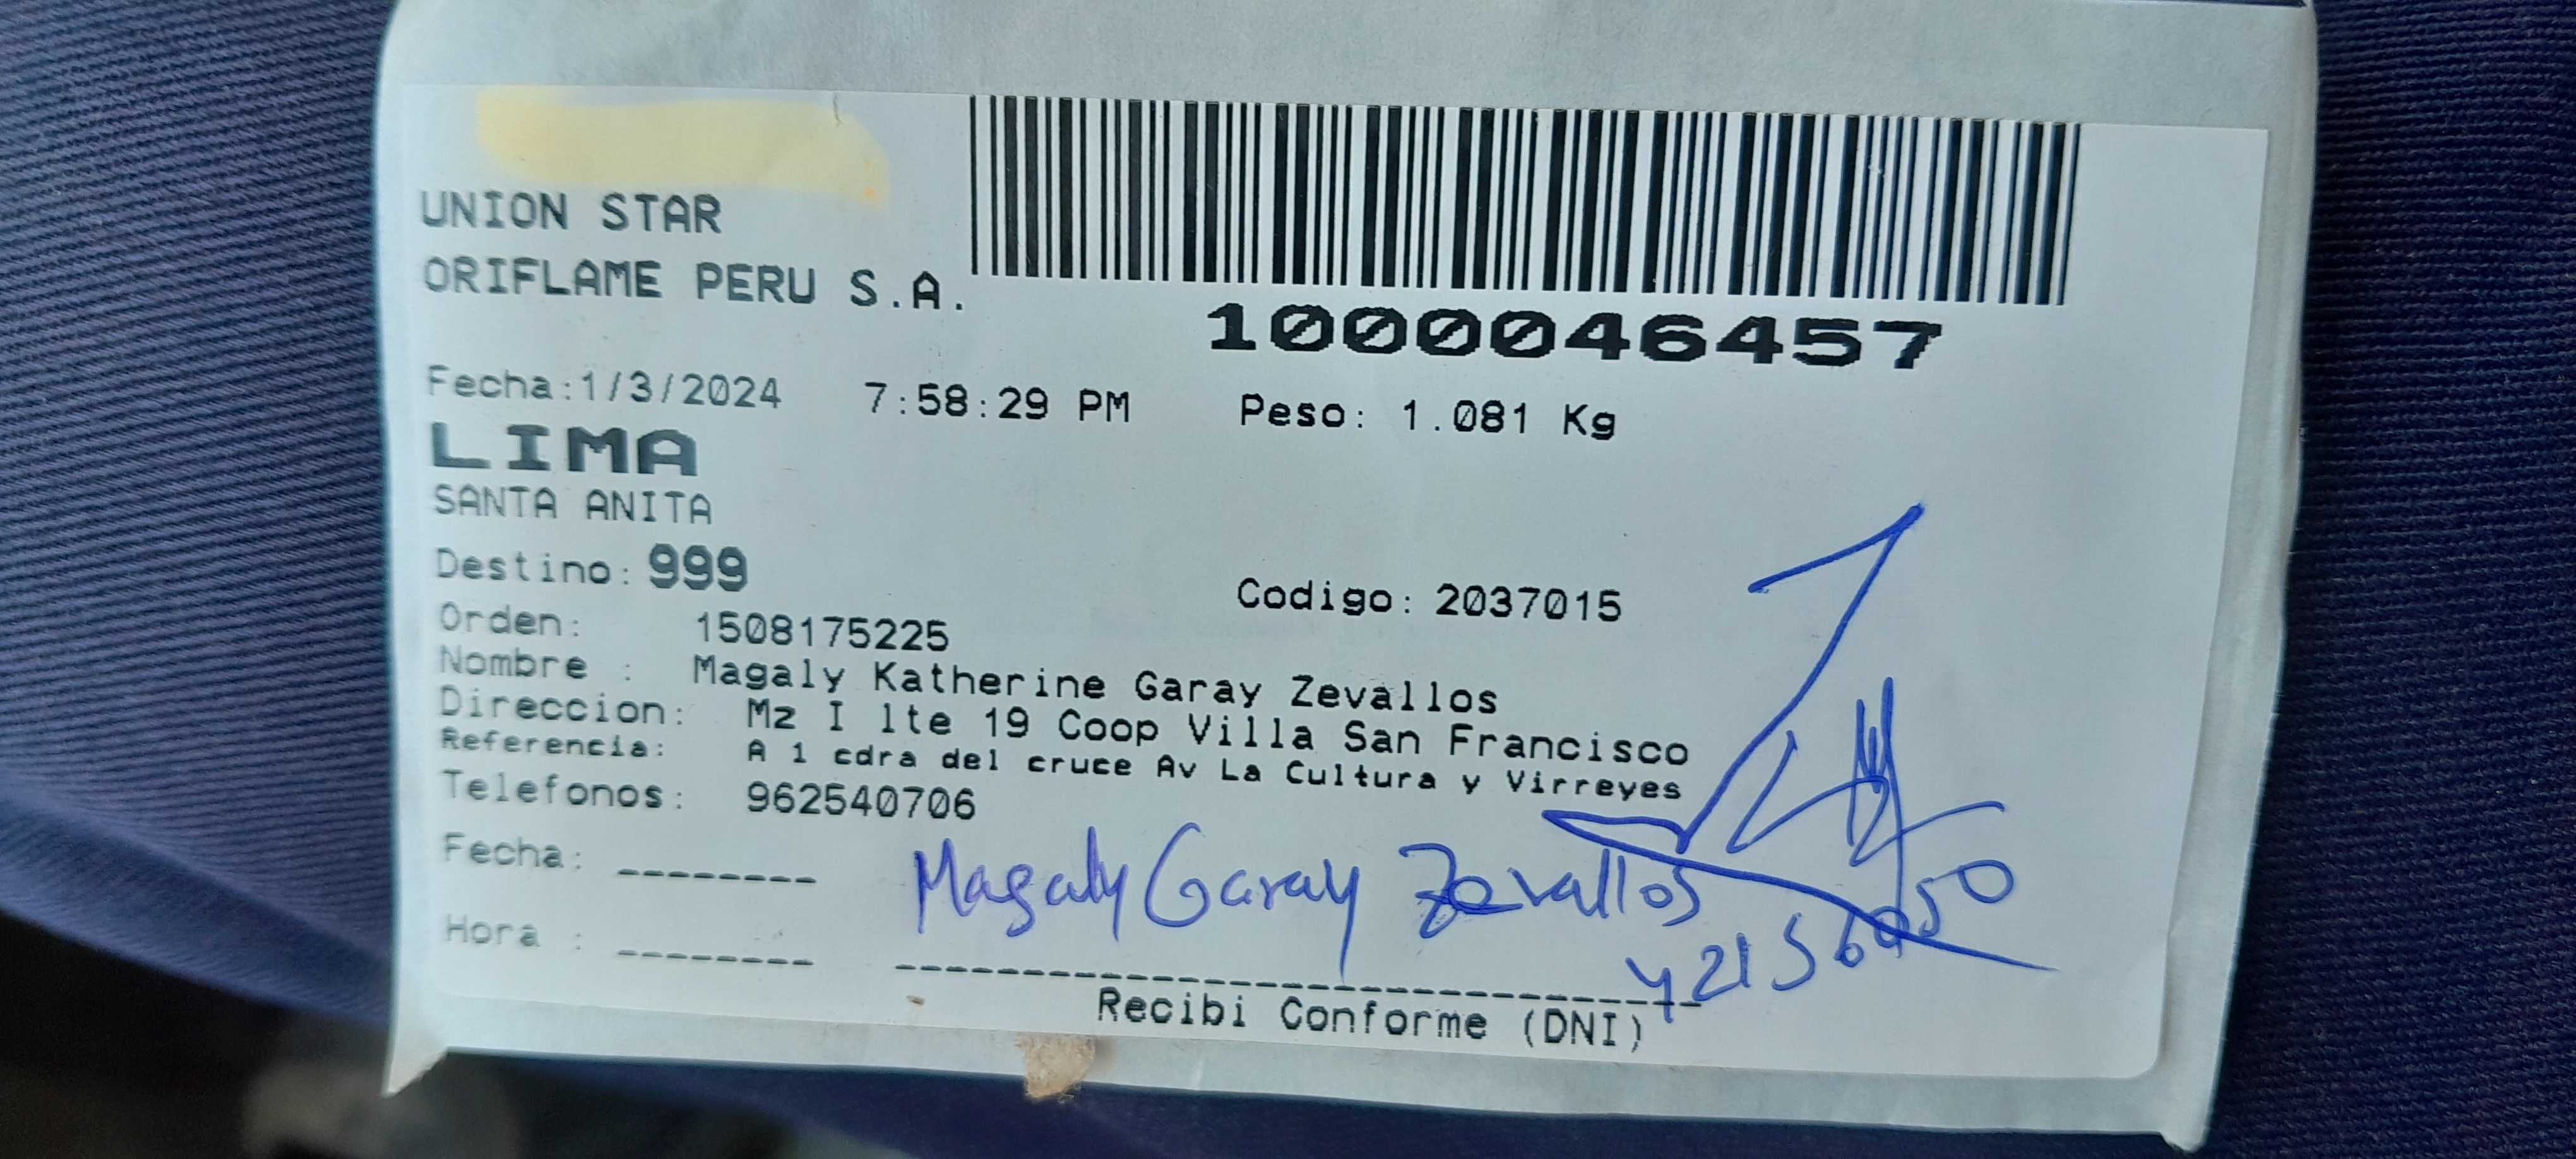 UNION STAR
ORIFLAME PERU S.A.
1000046457
Fecha:1/3/2024 7:58:29 PM Peso: 1.081 Kg
LIMA
SANTA ANITA
Destino: 999
Codigo: 2037015
Orden: 1508175225
Nombre : Magaly Katherine Garay Zevallos
Direccion: Mz I lte 19 Coop Villa San Francisco
Referencia: A 1 cdra del cruce Av La Cultura y Virreyes
Telefonos: 962540706
Fecha: --------
Magaly Garay Zevallos
Hora : --------
Recibi Conforme (DNI)